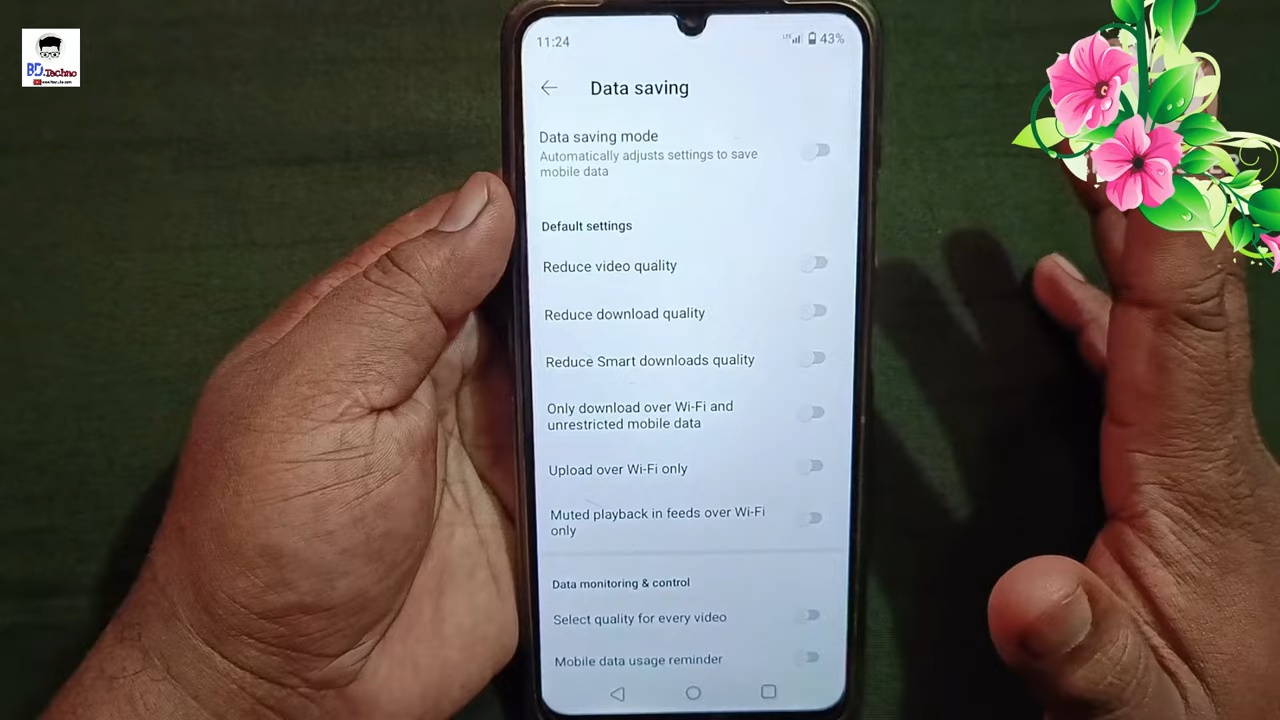 BD.Techno
11:24
LTE
43%
Data saving
Data saving mode
Automatically adjusts settings to save
mobile data
Default settings
Reduce video quality
Reduce download quality
Reduce Smart downloads quality
Only download over Wi-Fi and
unrestricted mobile data
Upload over Wi-Fi only
Muted playback in feeds over Wi-Fi
only
Data monitoring & control
Select quality for every video
Mobile data usage reminder